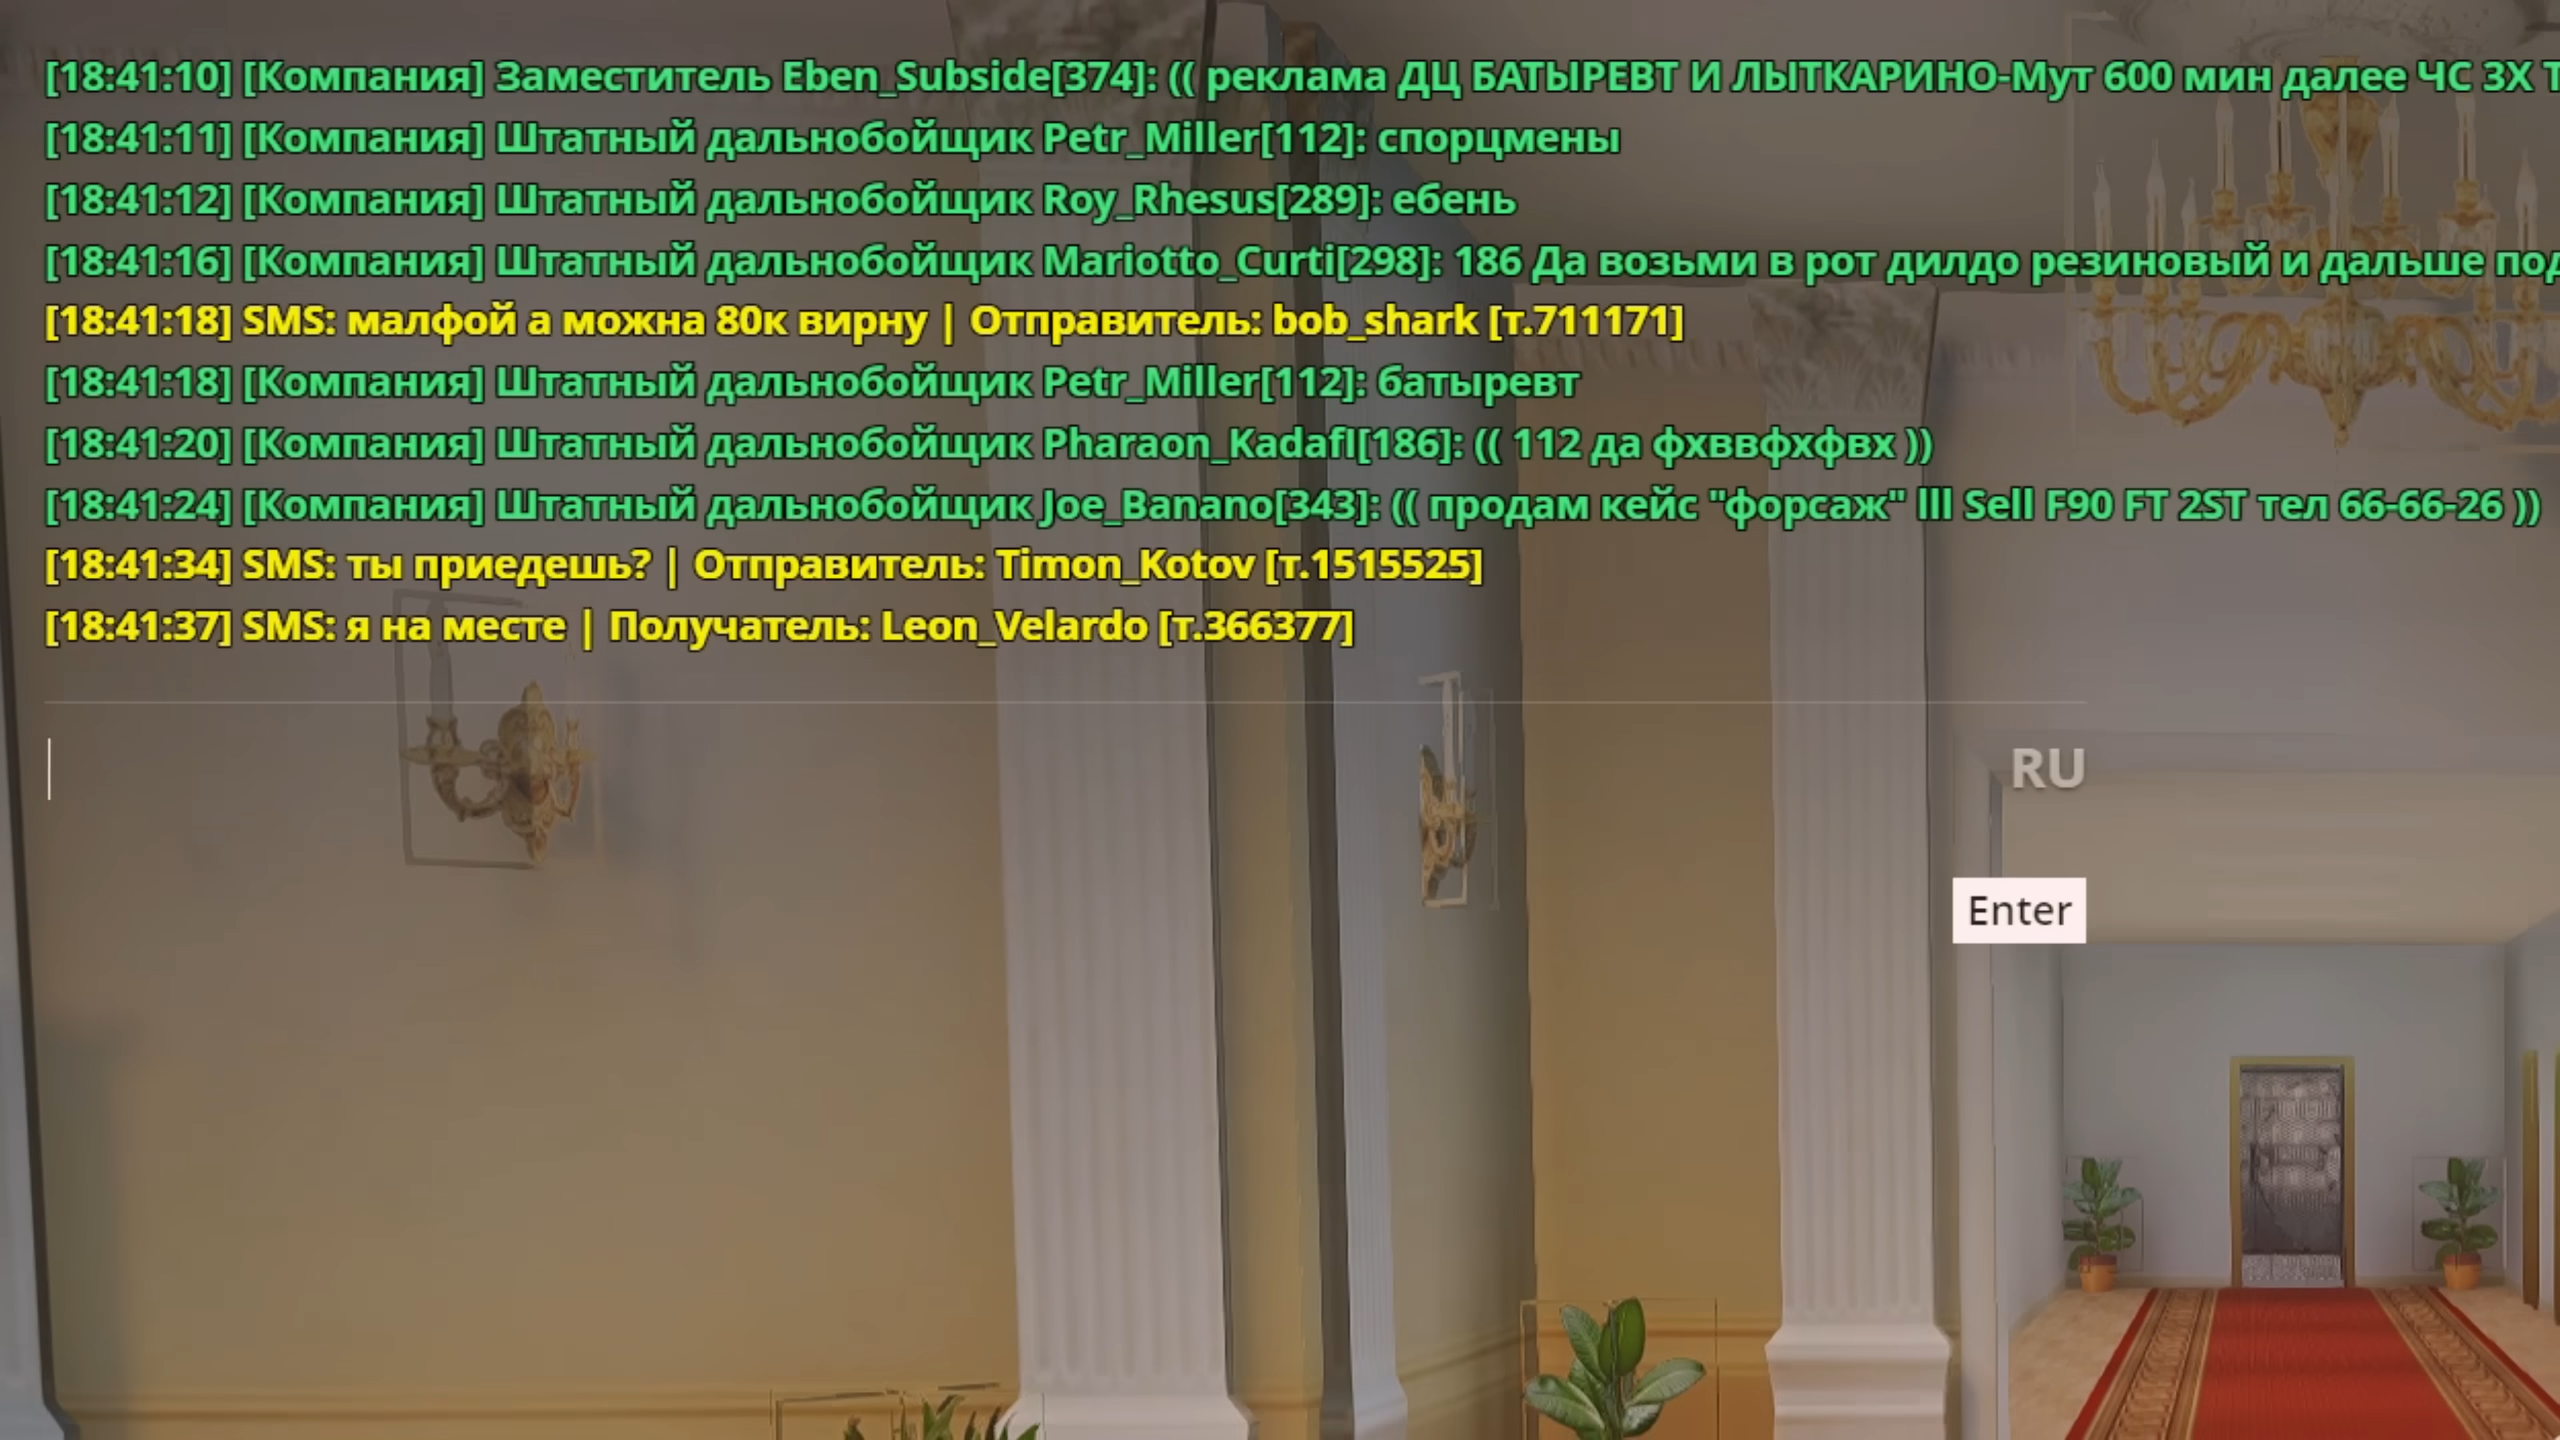 [18:41:10] [Компания] Заместитель Eben_Subside[374]: (( реклама ДЦ БАТЫРЕВТ И ЛЫТКАРИНО-Мут 600 мин далее ЧС 3Х
[18:41:11] [Компания] Штатный дальнобойщик Petr_Miller[112]: спорцмены
[18:41:12] [Компания] Штатный дальнобойщик Roy_Rhesus[289]: ебень
[18:41:16] [Компания] Штатный дальнобойщик Mariotto_Curti[298]: 186 Да возьми в рот дилдо резиновый и дальше
[18:41:18] SMS: малфой а можна 80к вирну | Отправитель: bob_shark [т.711171]
[18:41:18] [Компания] Штатный дальнобойщик Petr_Miller[112]: батыревт
[18:41:20] [Компания] Штатный дальнобойщик Pharaon_Kadafl[186]: (( 112 да фхввфхфвх ))
[18:41:24] [Компания] Штатный дальнобойщик Joe_Banano[343]: (( продам кейс "форсаж" lll Sell F90 FT 2ST тел 66-66-26 ))
[18:41:34] SMS: ты приедешь? | Отправитель: Timon_Kotov [т.1515525]
[18:41:37] SMS: я на месте | Получатель: Leon_Velardo [т.366377]
RU
Enter